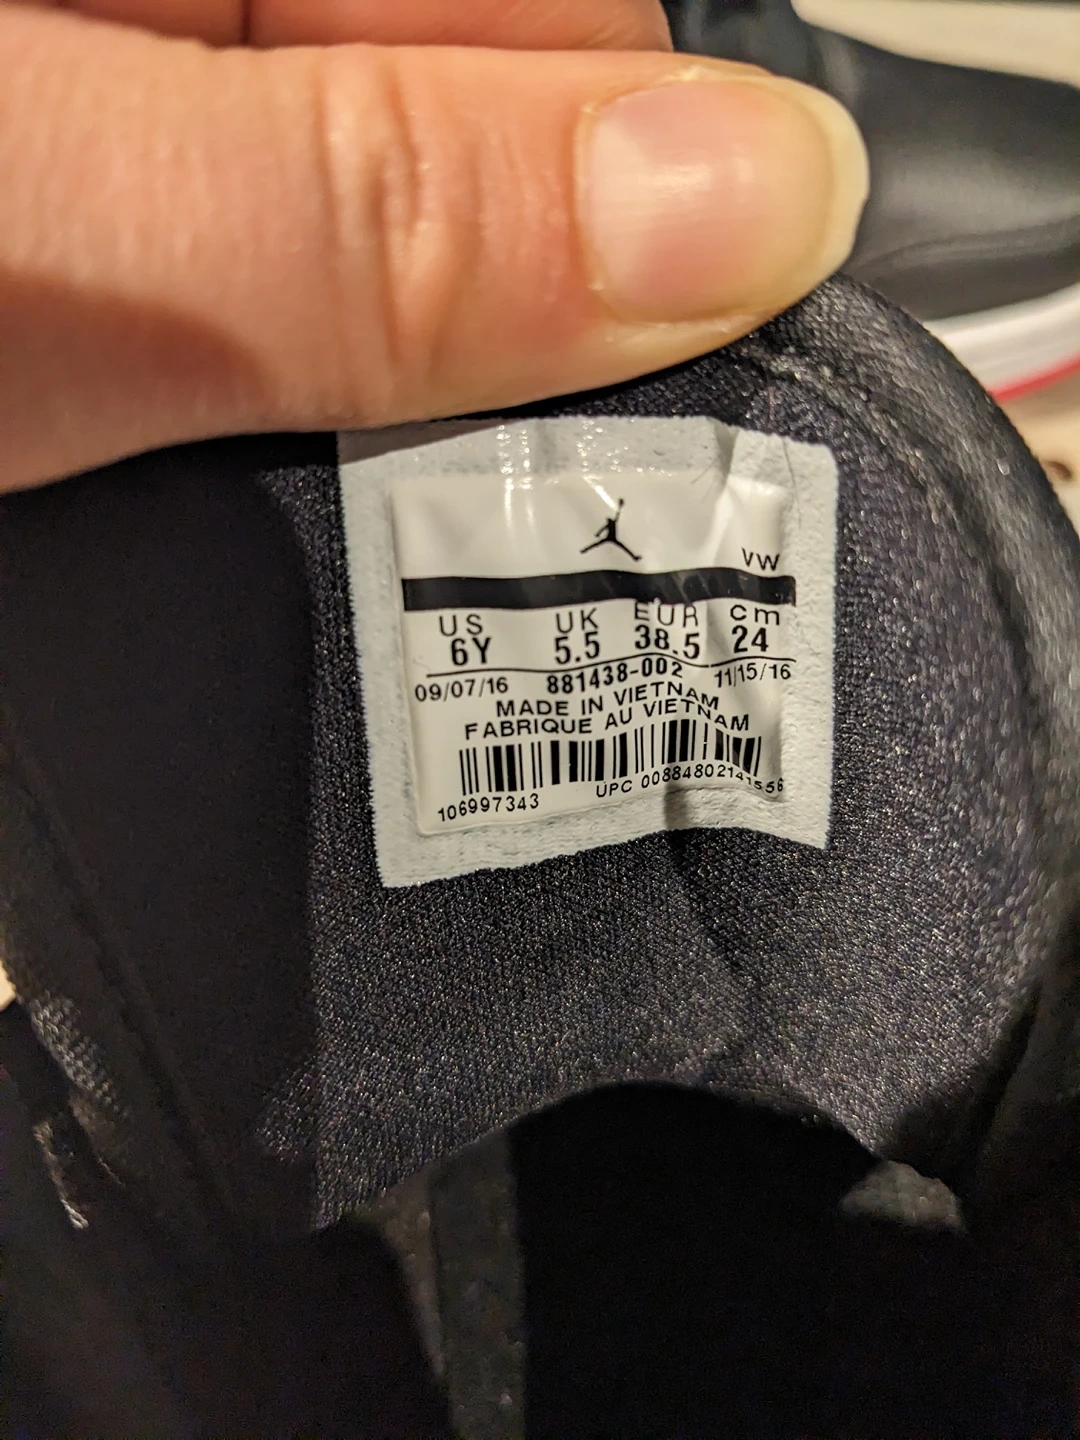 VW
US UK EUR cm
6Y 5.5 38.5 24
09/07/16 881438-002 11/15/16
MADE IN VIETNAM
FABRIQUE AU VIETNAM
106997343 UPC 00884802141556